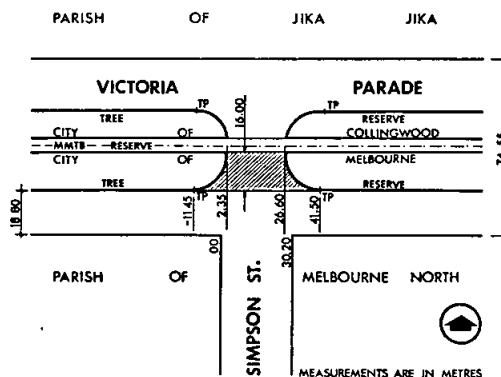 PARISH OF JIKA JIKA
VICTORIA PARADE
TP TP
16.00
TREE RESERVE
CITY OF COLLINGWOOD
MMTB RESERVE
CITY OF MELBOURNE
TREE TP TP RESERVE
18.80
-11.45
2.35
26.60
41.50
00
30.20
PARISH OF MELBOURNE NORTH
SIMPSON ST.
MEASUREMENTS ARE IN METRES